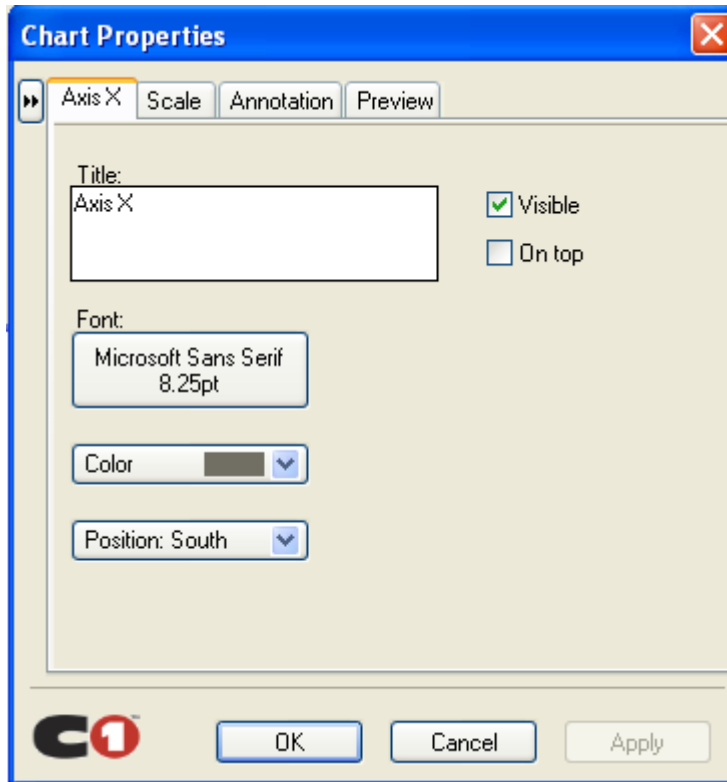 Chart Properties
Axis X Scale Annotation Preview
Title:
Axis X
Visible
On top
Font:
Microsoft Sans Serif
8.25pt
Color
Position: South
C1™
OK Cancel Apply